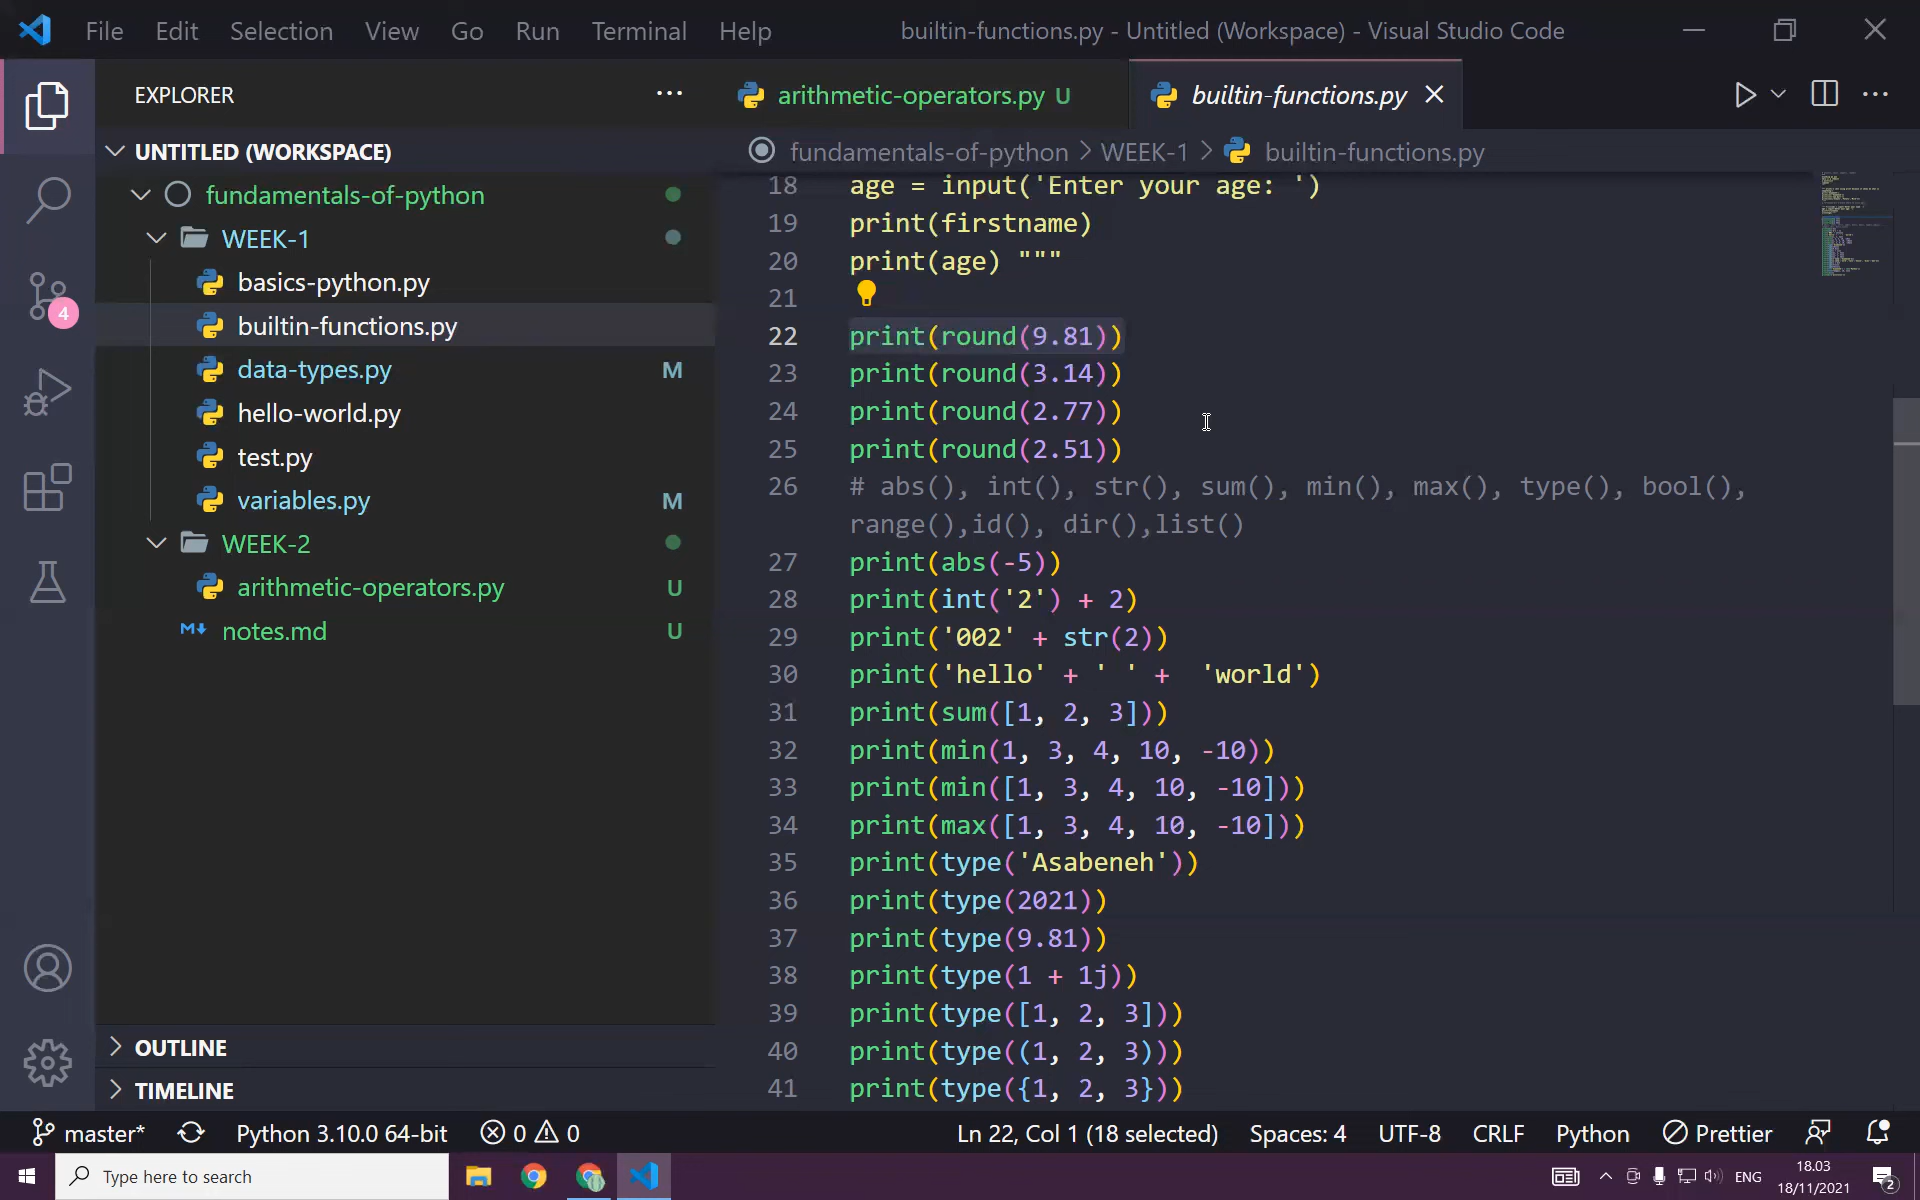 File Edit Selection View Go Run Terminal Help builtin-functions.py - Untitled (Workspace) - Visual Studio Code
EXPLORER
arithmetic-operators.py U
builtin-functions.py
UNTITLED (WORKSPACE)
fundamentals-of-python > WEEK-1 > builtin-functions.py
fundamentals-of-python
WEEK-1
basics-python.py
builtin-functions.py
data-types.py M
hello-world.py
test.py
variables.py M
WEEK-2
arithmetic-operators.py U
notes.md U
4
18 age = input('Enter your age: ')
19 print(firstname)
20 print(age) """
21
22 print(round(9.81))
23 print(round(3.14))
24 print(round(2.77))
25 print(round(2.51))
26 # abs(), int(), str(), sum(), min(), max(), type(), bool(),
range(),id(), dir(),list()
27 print(abs(-5))
28 print(int('2') + 2)
29 print('002' + str(2))
30 print('hello' + ' ' +  'world')
31 print(sum([1, 2, 3]))
32 print(min(1, 3, 4, 10, -10))
33 print(min([1, 3, 4, 10, -10]))
34 print(max([1, 3, 4, 10, -10]))
35 print(type('Asabeneh'))
36 print(type(2021))
37 print(type(9.81))
38 print(type(1 + 1j))
39 print(type([1, 2, 3]))
40 print(type((1, 2, 3)))
41 print(type({1, 2, 3}))
OUTLINE
TIMELINE
master* Python 3.10.0 64-bit 0 0 Ln 22, Col 1 (18 selected) Spaces: 4 UTF-8 CRLF Python Prettier
Type here to search
ENG
18.03
18/11/2021
2